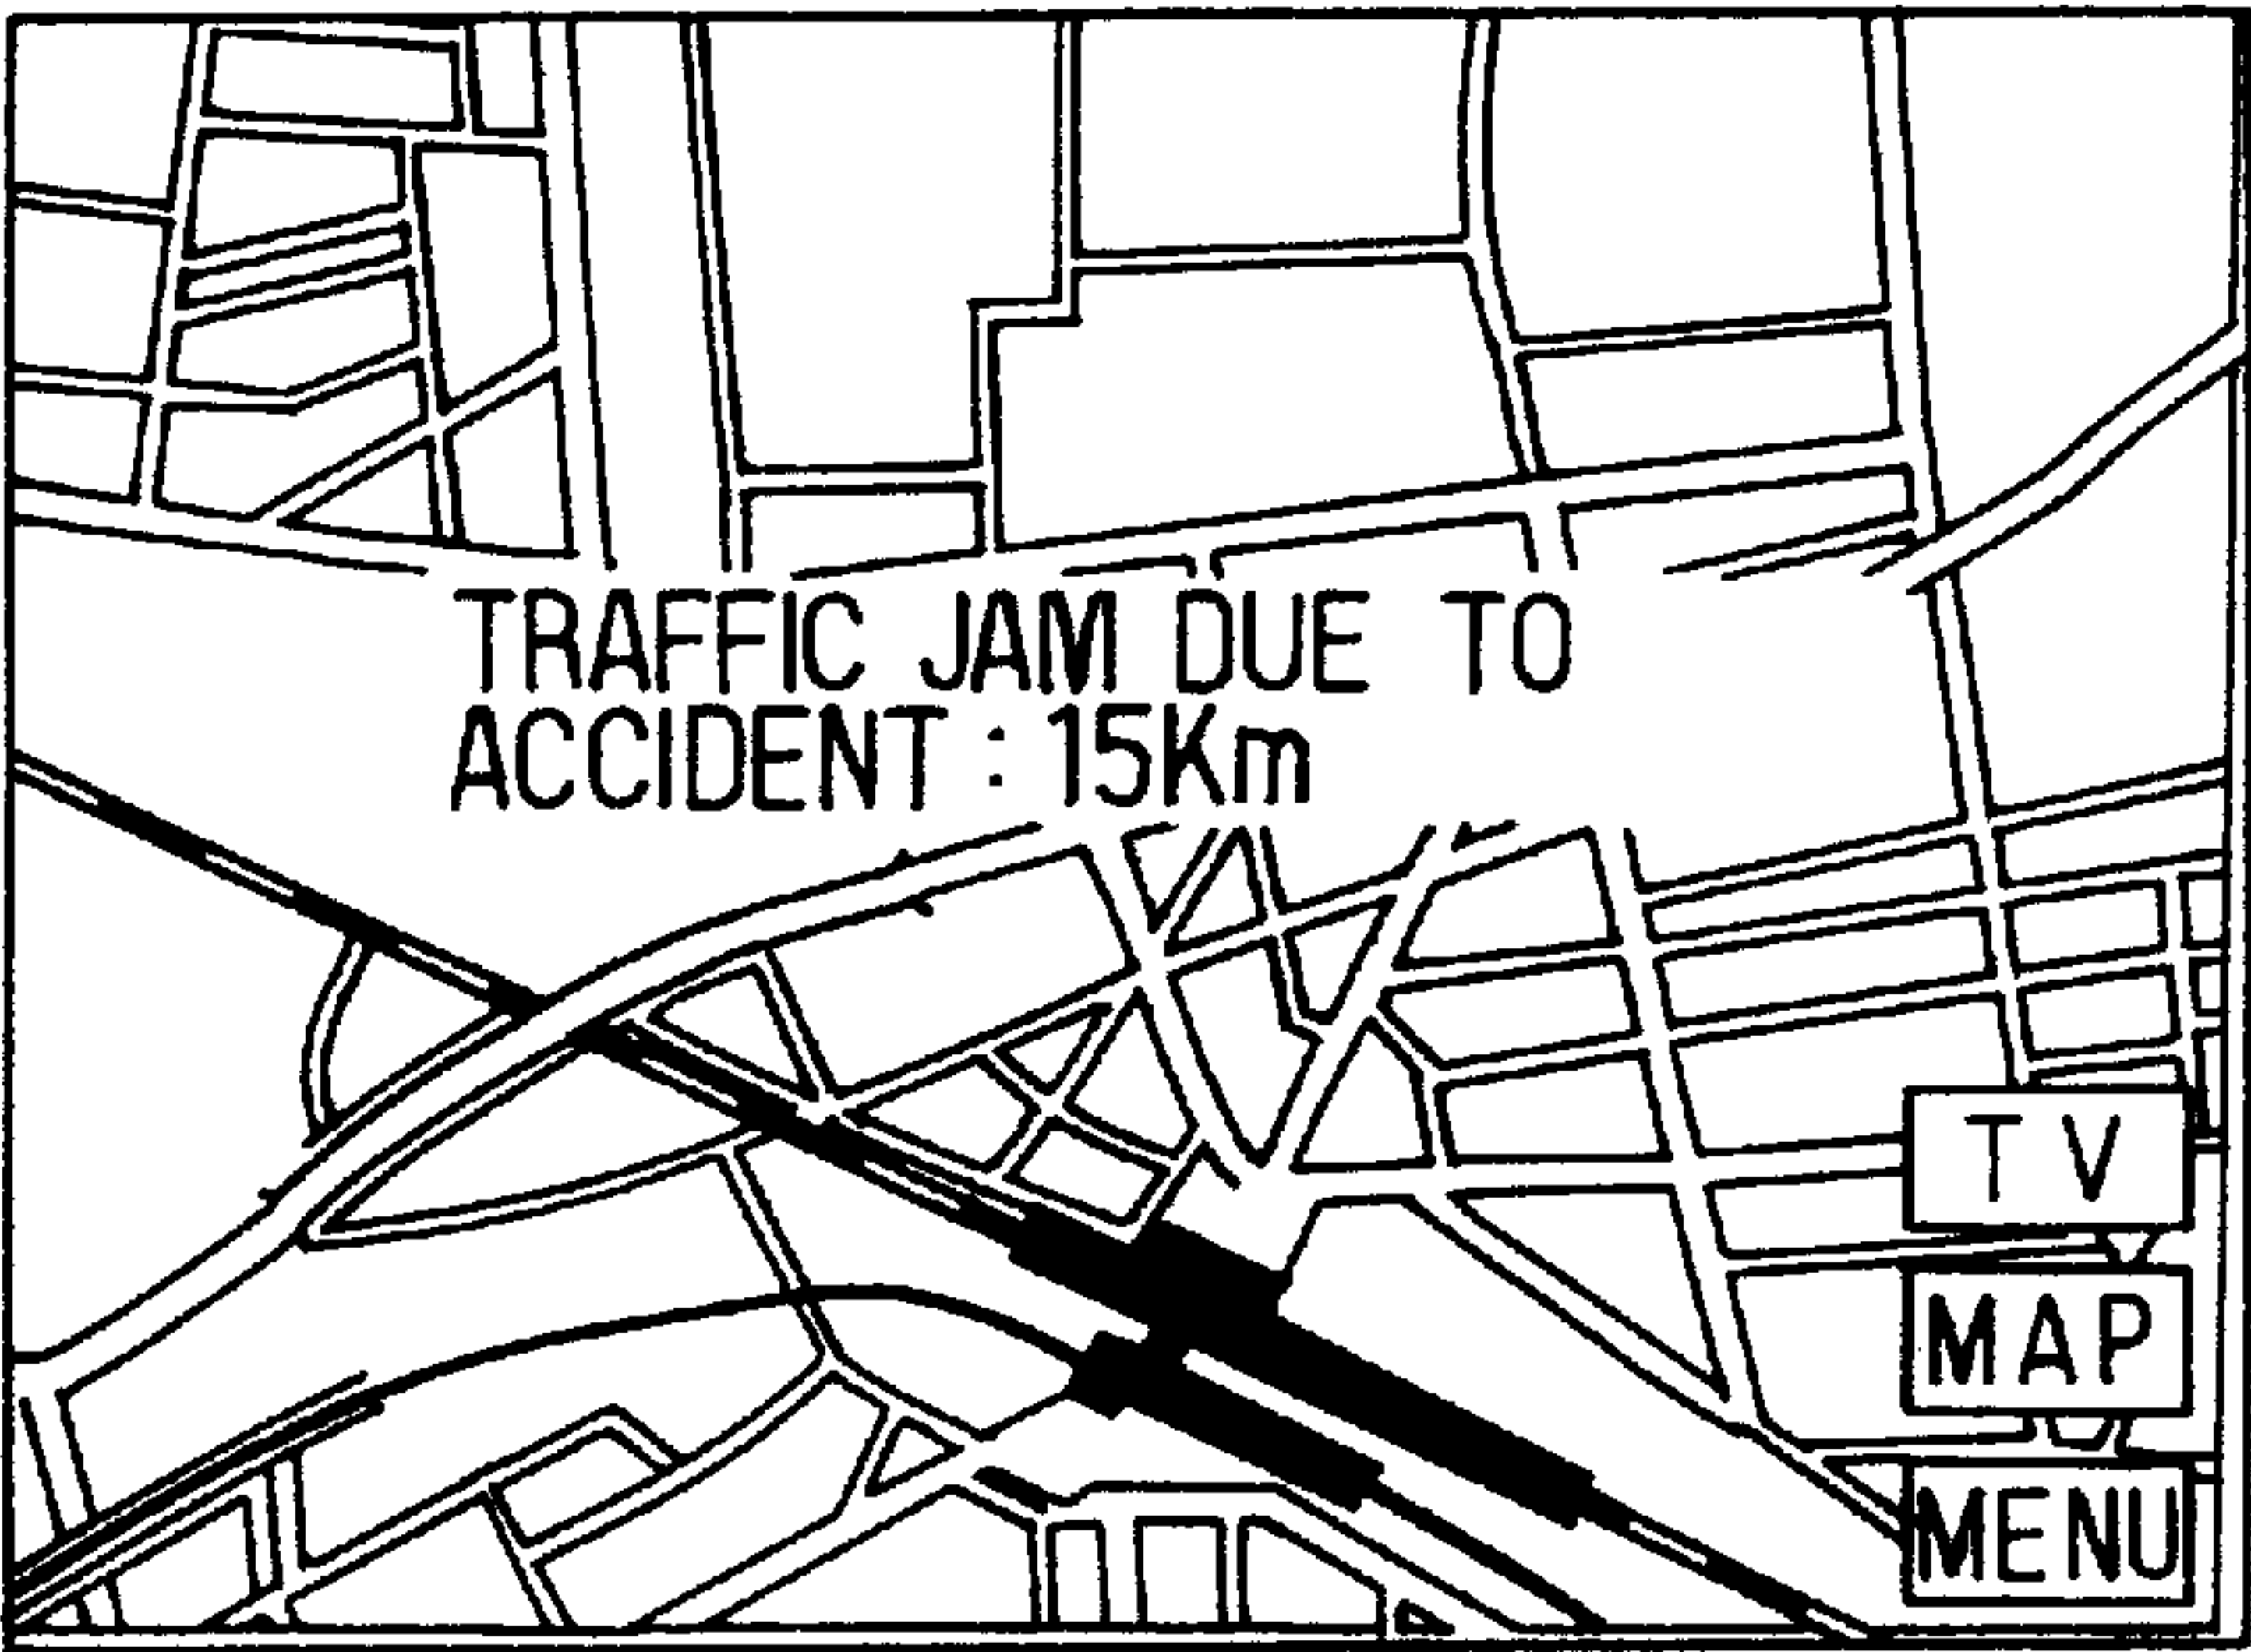 TRAFFIC JAM DUE TO
ACCIDENT : 15Km
TV
MAP
MENU